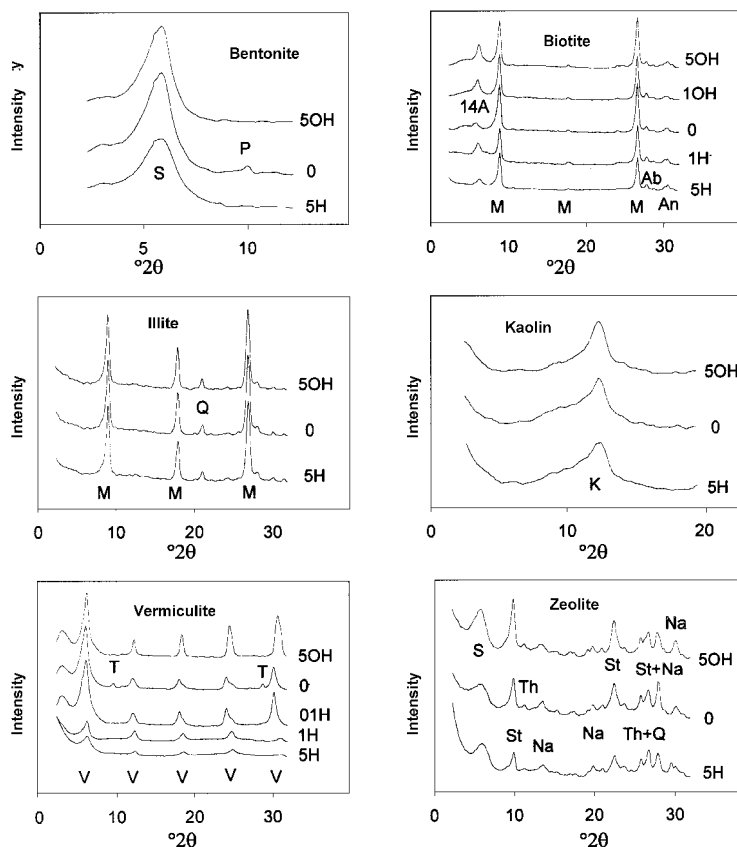 Intensity
y
Bentonite
5OH
P
0
S
5H
0
5
10
°2θ
Intensity
Biotite
5OH
1OH
14A
0
1H
Ab
5H
M
M
M
An
0
10
20
30
°2θ
Intensity
Illite
5OH
Q
0
5H
M
M
M
0
10
20
30
40
°2θ
Intensity
Kaolin
5OH
0
K
5H
0
10
20
°2θ
Intensity
Vermiculite
5OH
T
T
0
01H
1H
5H
V
V
V
V
V
0
10
20
30
40
°2θ
Intensity
Zeolite
Na
5OH
S
St
St+Na
Th
0
St
Na
Na
Th+Q
5H
0
10
20
30
°2θ